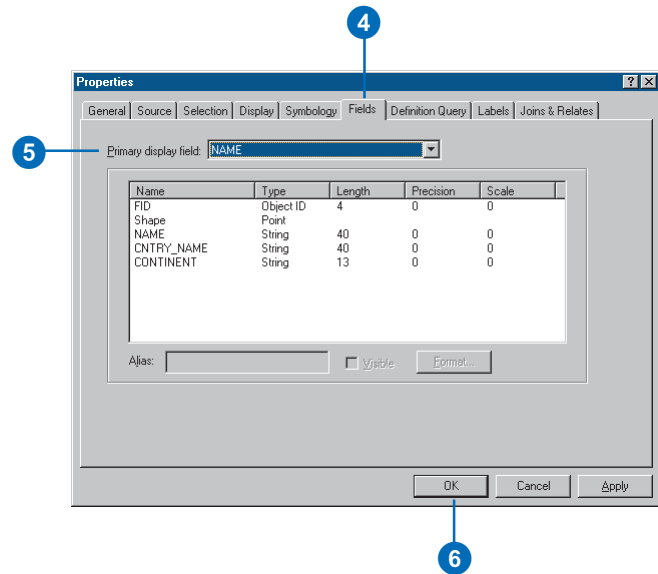 4
Properties
General Source Selection Display Symbology Fields Definition Query Labels Joins & Relates
5
Primary display field: NAME
Name Type Length Precision Scale
FID Object ID 4 0 0
Shape Point
NAME String 40 0 0
CNTRY_NAME String 40 0 0
CONTINENT String 13 0 0
Alias: Visible Format...
OK Cancel Apply
6